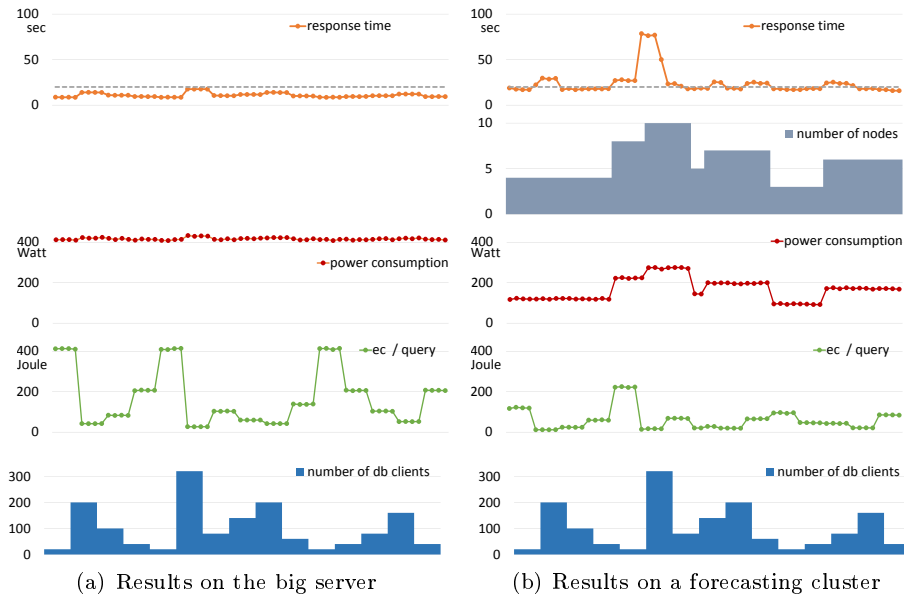 100
sec
response time
50
0
400
Watt
power consumption
200
0
400
Joule
ec / query
200
0
number of db clients
300
200
100
0
(a) Results on the big server
100
sec
response time
50
0
10
number of nodes
5
0
400
Watt
power consumption
200
0
400
Joule
ec / query
200
0
number of db clients
300
200
100
0
(b) Results on a forecasting cluster